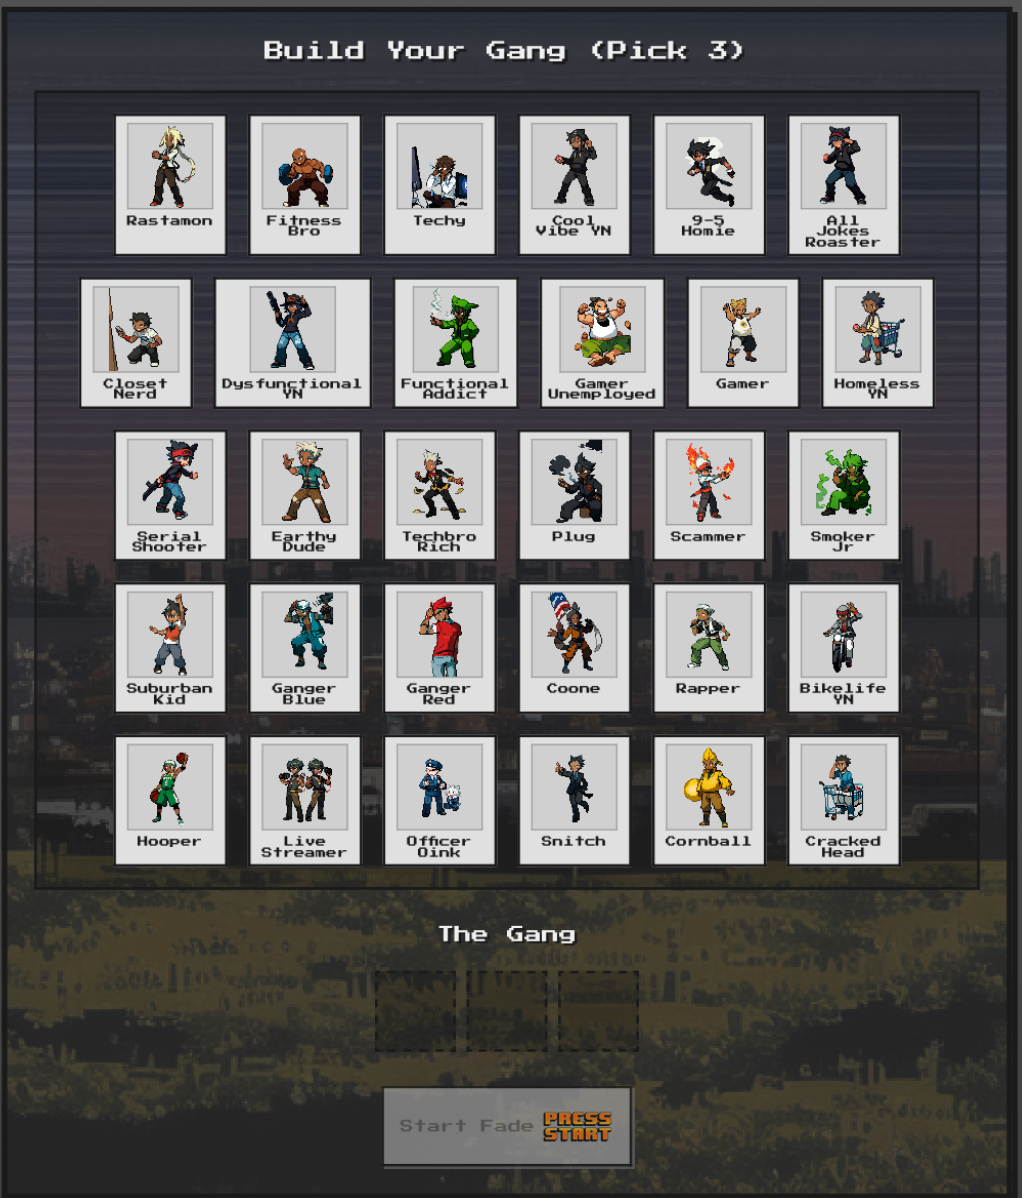 Build Your Gang (Pick 3)
Rastamon
Fitness
Bro
Techy
Cool
Vibe YN
9-5
Homie
All
Jokes
Roaster
Closet
Nerd
Dysfunctional
YN
Functional
Addict
Gamer
Unemployed
Gamer
Homeless
YN
Serial
Shooter
Earthy
Dude
Techbro
Rich
Plug
Scammer
Smoker
Jr
Suburban
Kid
Ganger
Blue
Ganger
Red
Coone
Rapper
Bikelife
YN
Hooper
Live
Streamer
Officer
Oink
Snitch
Cornball
Cracked
Head
The Gang
Start Fade
PRESS
START